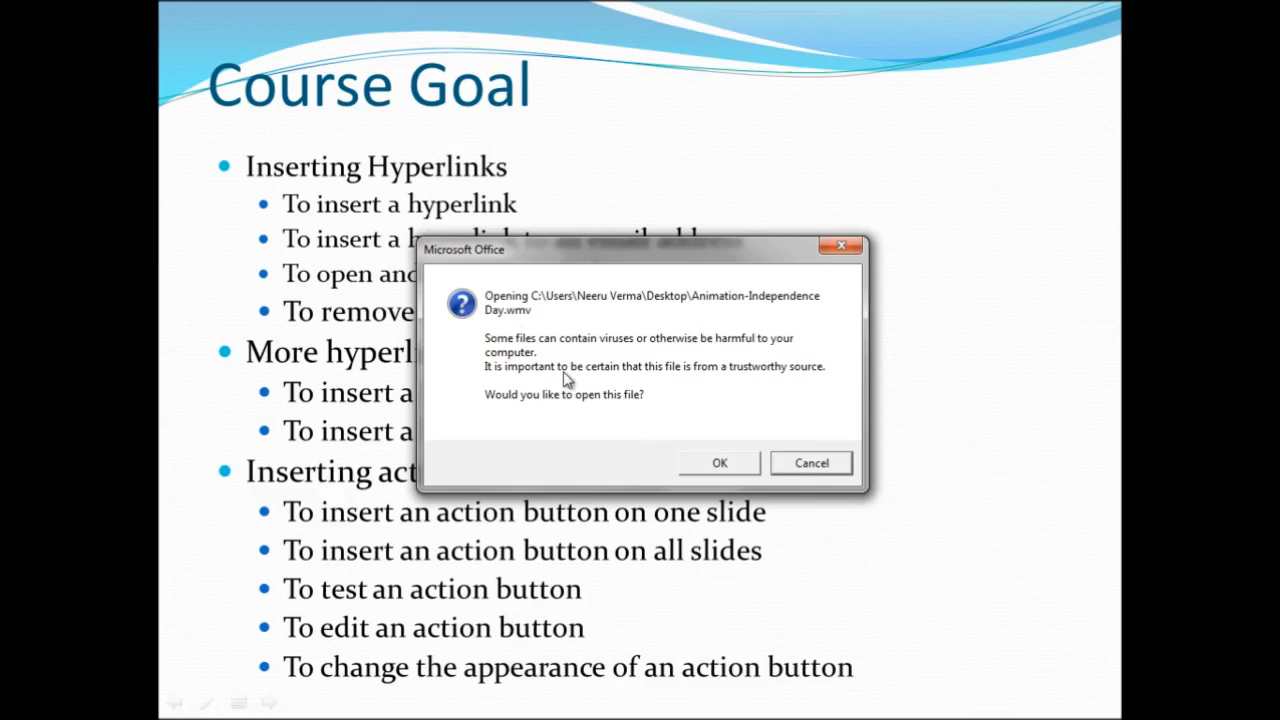 Course Goal
Inserting Hyperlinks
To insert a hyperlink
To insert a
To open
To remove
Microsoft Office
Opening C:\Users\Neeru Verma\Desktop\Animation-Independence
Day.wmv
Some files can contain viruses or otherwise be harmful to your
computer.
It is important to be certain that this file is from a trustworthy source.
Would you like to open this file?
OK
Cancel
More
To insert a
To insert a
Inserting
To insert an action button on one slide
To insert an action button on all slides
To test an action button
To edit an action button
To change the appearance of an action button